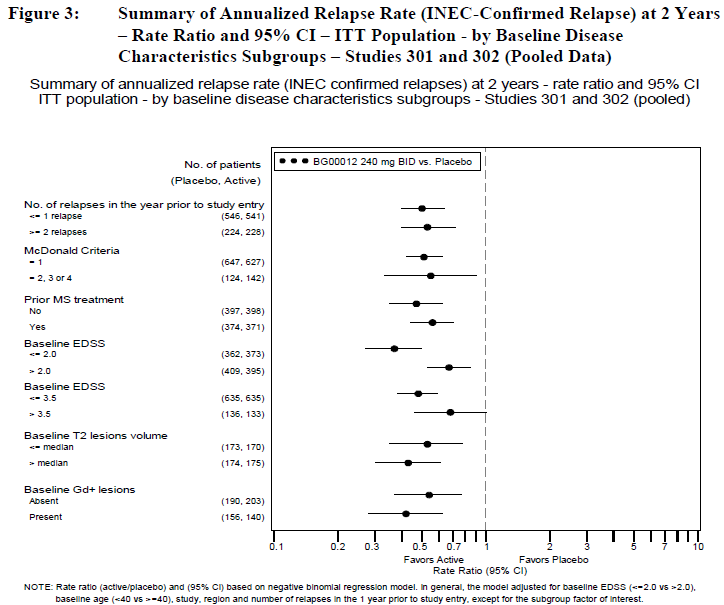 Figure 3: Summary of Annualized Relapse Rate (INEC-Confirmed Relapse) at 2 Years
– Rate Ratio and 95% CI – ITT Population - by Baseline Disease
Characteristics Subgroups – Studies 301 and 302 (Pooled Data)
Summary of annualized relapse rate (INEC confirmed relapses) at 2 years - rate ratio and 95% CI
ITT population - by baseline disease characteristics subgroups - Studies 301 and 302 (pooled)
No. of patients
(Placebo, Active)
BG00012 240 mg BID vs. Placebo
No. of relapses in the year prior to study entry
<= 1 relapse (546, 541)
>= 2 relapses (224, 228)
McDonald Criteria
= 1 (647, 627)
= 2, 3 or 4 (124, 142)
Prior MS treatment
No (397, 398)
Yes (374, 371)
Baseline EDSS
<= 2.0 (362, 373)
> 2.0 (409, 395)
Baseline EDSS
<= 3.5 (635, 635)
> 3.5 (136, 133)
Baseline T2 lesions volume
<= median (173, 170)
> median (174, 175)
Baseline Gd+ lesions
Absent (190, 203)
Present (156, 140)
0.1 0.2 0.3 0.5 0.7 1 2 3 5 7 10
Favors Active Favors Placebo
Rate Ratio (95% CI)
NOTE: Rate ratio (active/placebo) and (95% CI) based on negative binomial regression model. In general, the model adjusted for baseline EDSS (<=2.0 vs >2.0),
baseline age (<40 vs >=40), study, region and number of relapses in the 1 year prior to study entry, except for the subgroup factor of interest.